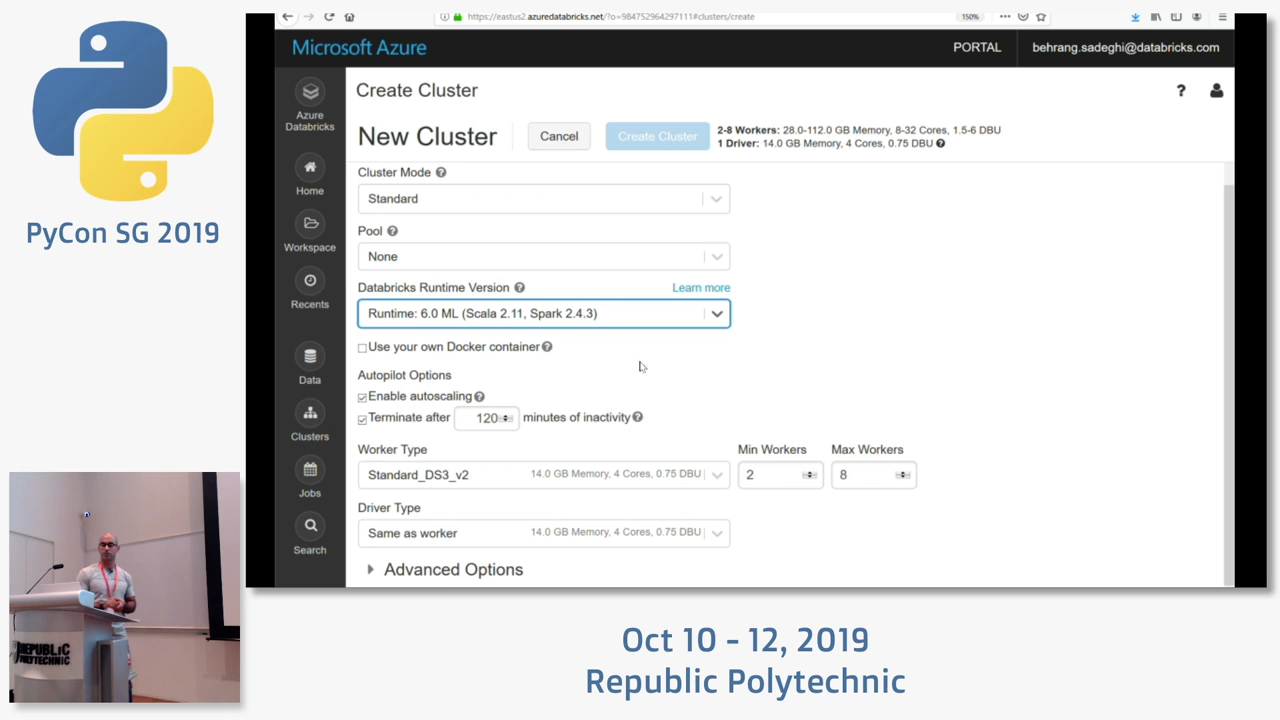 PyCon SG 2019
https://eastus2.azuredatabricks.net/?o=984752964297111#clusters/create
150%
Microsoft Azure
PORTAL
behrang.sadeghi@databricks.com
Azure
Databricks
Home
Workspace
Recents
Data
Clusters
Jobs
Search
Create Cluster
?
New Cluster
Cancel
Create Cluster
2-8 Workers: 28.0-112.0 GB Memory, 8-32 Cores, 1.5-6 DBU
1 Driver: 14.0 GB Memory, 4 Cores, 0.75 DBU ?
Cluster Mode ?
Standard
Pool ?
None
Databricks Runtime Version ?
Learn more
Runtime: 6.0 ML (Scala 2.11, Spark 2.4.3)
Use your own Docker container ?
Autopilot Options
Enable autoscaling ?
Terminate after 120 minutes of inactivity ?
Worker Type
Min Workers
Max Workers
Standard_DS3_v2 14.0 GB Memory, 4 Cores, 0.75 DBU
2
8
Driver Type
Same as worker 14.0 GB Memory, 4 Cores, 0.75 DBU
Advanced Options
REPUBLIC
POLYTECHNIC
Oct 10 - 12, 2019
Republic Polytechnic